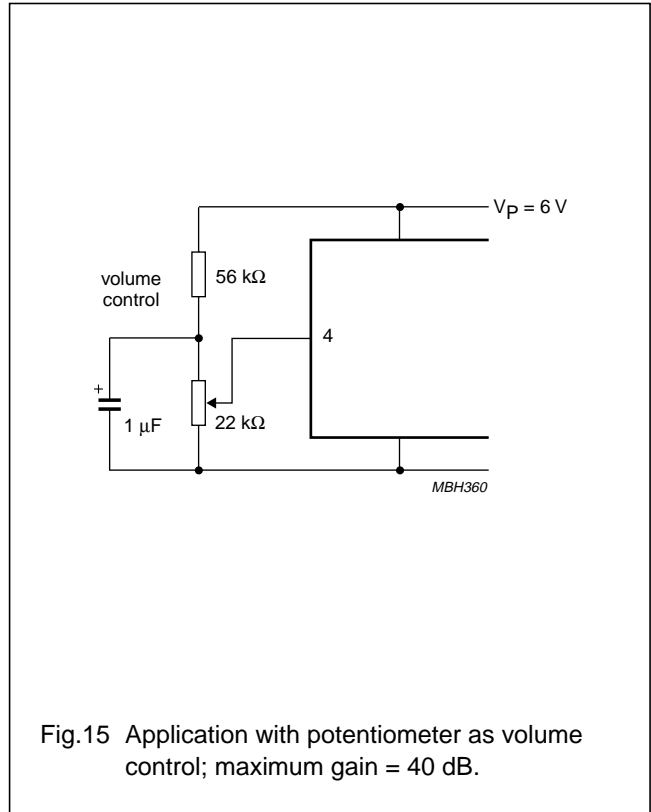 V_P = 6 V
volume
control
56 kΩ
4
+
1 μF
22 kΩ
MBH360
Fig.15 Application with potentiometer as volume
control; maximum gain = 40 dB.